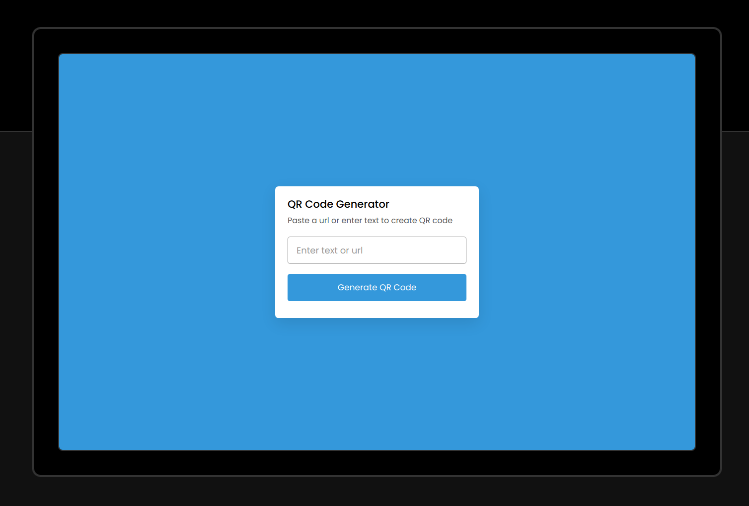 QR Code Generator
Paste a url or enter text to create QR code
Enter text or url
Generate QR Code